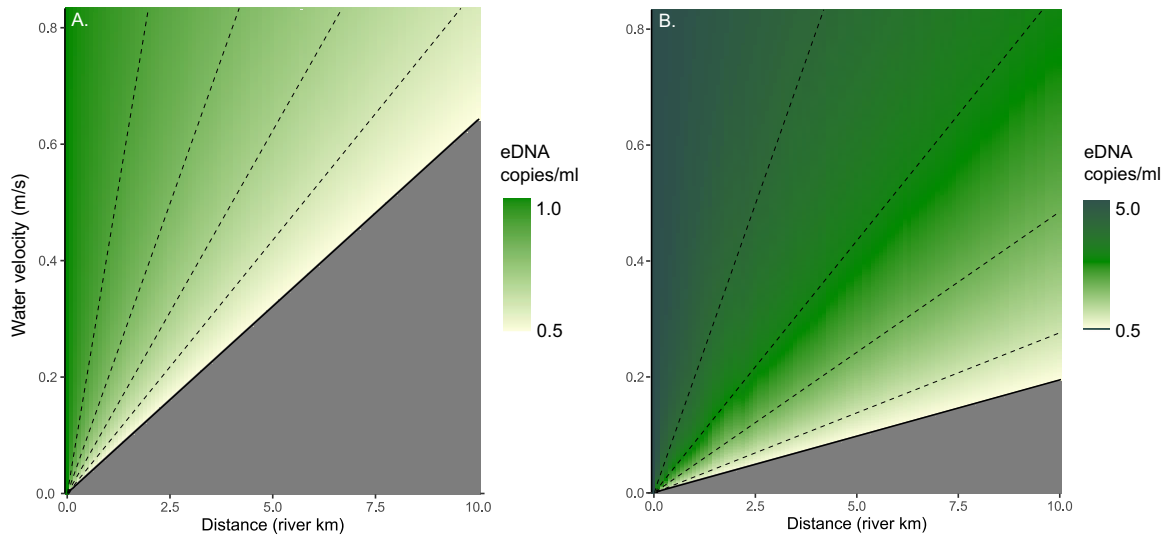 A.
Water velocity (m/s)
0.8
0.6
0.4
0.2
0.0
0.0 2.5 5.0 7.5 10.0
Distance (river km)
eDNA
copies/ml
1.0
0.5
B.
0.8
0.6
0.4
0.2
0.0
0.0 2.5 5.0 7.5 10.0
Distance (river km)
eDNA
copies/ml
5.0
0.5